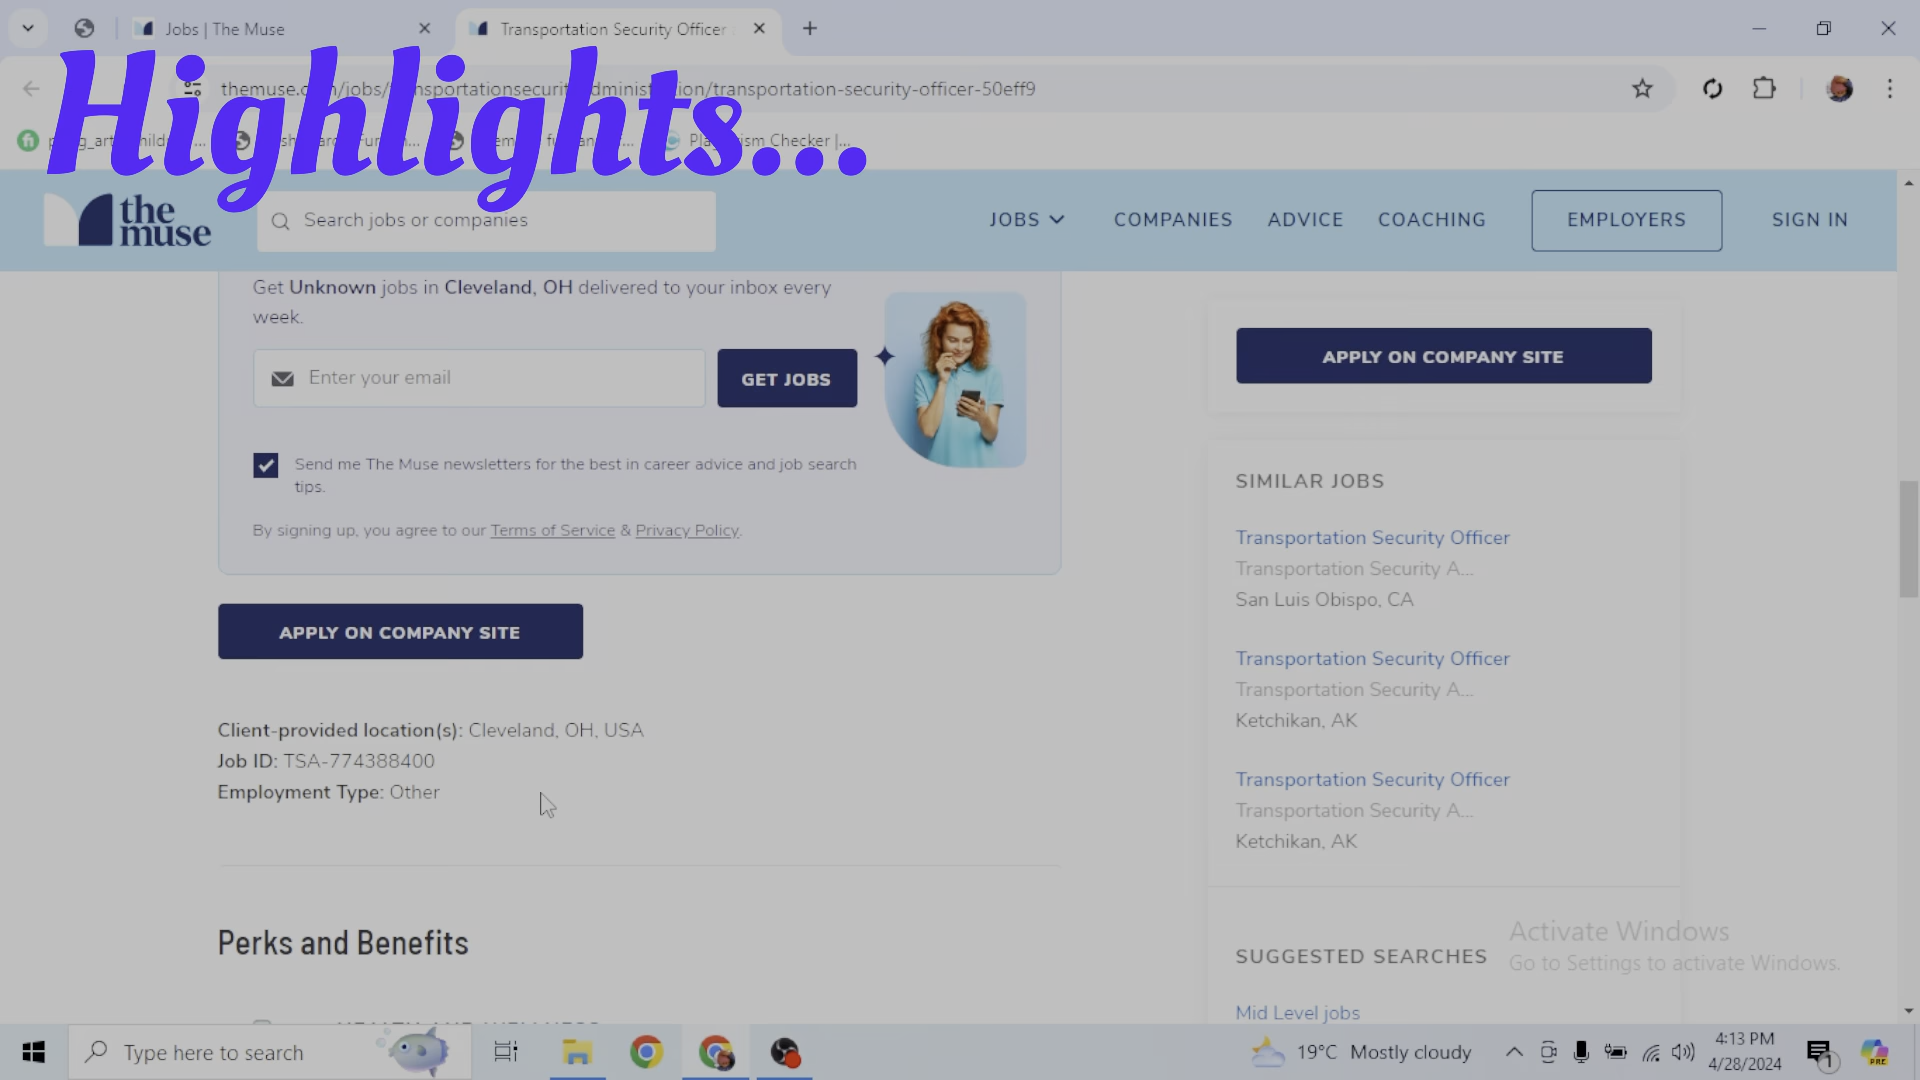 Jobs | The Muse
Transportation Security Officer
Highlights...
JOBS
COMPANIES
ADVICE
COACHING
EMPLOYERS
SIGN IN
the
muse
Search jobs or companies
Get Unknown jobs in Cleveland, OH delivered to your inbox every
week.
Enter your email
GET JOBS
Send me The Muse newsletters for the best in career advice and job search
tips.
By signing up, you agree to our Terms of Service & Privacy Policy.
APPLY ON COMPANY SITE
Client-provided location(s): Cleveland, OH, USA
Job ID: TSA-774388400
Employment Type: Other
Perks and Benefits
APPLY ON COMPANY SITE
SIMILAR JOBS
Transportation Security Officer
Transportation Security A...
San Luis Obispo, CA
Transportation Security Officer
Transportation Security A...
Ketchikan, AK
Transportation Security Officer
Transportation Security A...
Ketchikan, AK
SUGGESTED SEARCHES
Mid Level jobs
Activate Windows
Go to Settings to activate Windows.
Type here to search
19°C Mostly cloudy
4:13 PM
4/28/2024
1
PRE